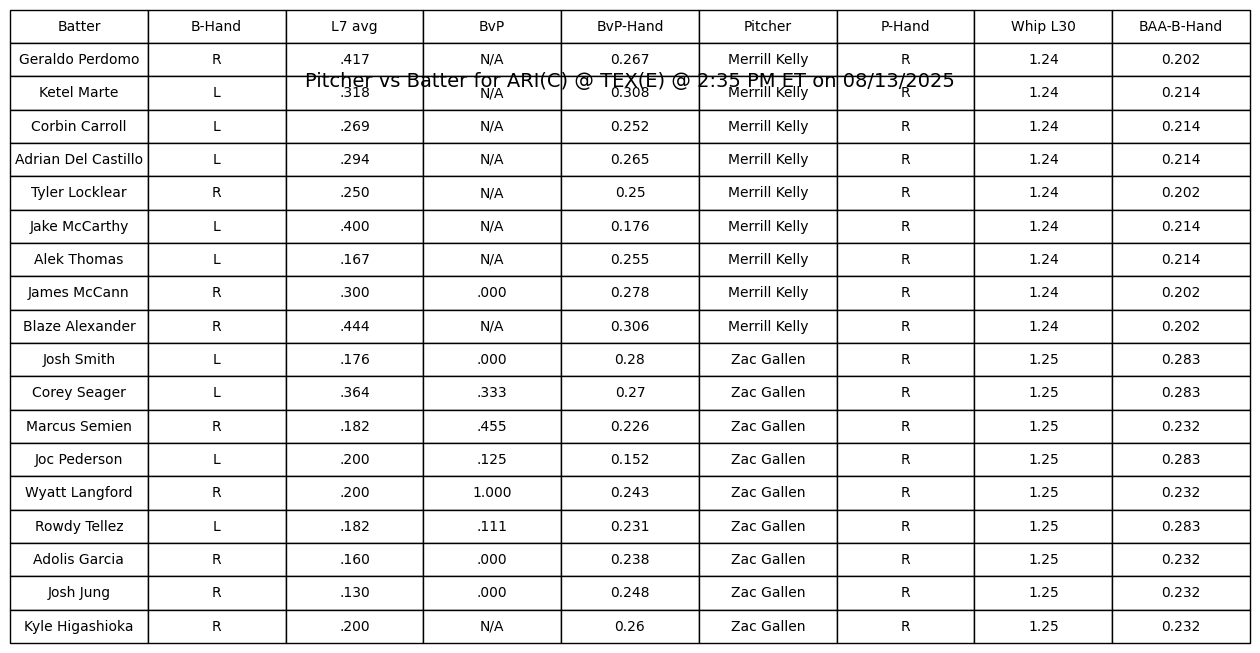 Batter B-Hand L7 avg BvP BvP-Hand Pitcher P-Hand Whip L30 BAA-B-Hand
Geraldo Perdomo R .417 N/A 0.267 Merrill Kelly R 1.24 0.202
Pitcher vs Batter for ARI(C) @ TEX(E) @ 2:35 PM ET on 08/13/2025
Ketel Marte L .318 N/A 0.308 Merrill Kelly R 1.24 0.214
Corbin Carroll L .269 N/A 0.252 Merrill Kelly R 1.24 0.214
Adrian Del Castillo L .294 N/A 0.265 Merrill Kelly R 1.24 0.214
Tyler Locklear R .250 N/A 0.25 Merrill Kelly R 1.24 0.202
Jake McCarthy L .400 N/A 0.176 Merrill Kelly R 1.24 0.214
Alek Thomas L .167 N/A 0.255 Merrill Kelly R 1.24 0.214
James McCann R .300 .000 0.278 Merrill Kelly R 1.24 0.202
Blaze Alexander R .444 N/A 0.306 Merrill Kelly R 1.24 0.202
Josh Smith L .176 .000 0.28 Zac Gallen R 1.25 0.283
Corey Seager L .364 .333 0.27 Zac Gallen R 1.25 0.283
Marcus Semien R .182 .455 0.226 Zac Gallen R 1.25 0.232
Joc Pederson L .200 .125 0.152 Zac Gallen R 1.25 0.283
Wyatt Langford R .200 1.000 0.243 Zac Gallen R 1.25 0.232
Rowdy Tellez L .182 .111 0.231 Zac Gallen R 1.25 0.283
Adolis Garcia R .160 .000 0.238 Zac Gallen R 1.25 0.232
Josh Jung R .130 .000 0.248 Zac Gallen R 1.25 0.232
Kyle Higashioka R .200 N/A 0.26 Zac Gallen R 1.25 0.232